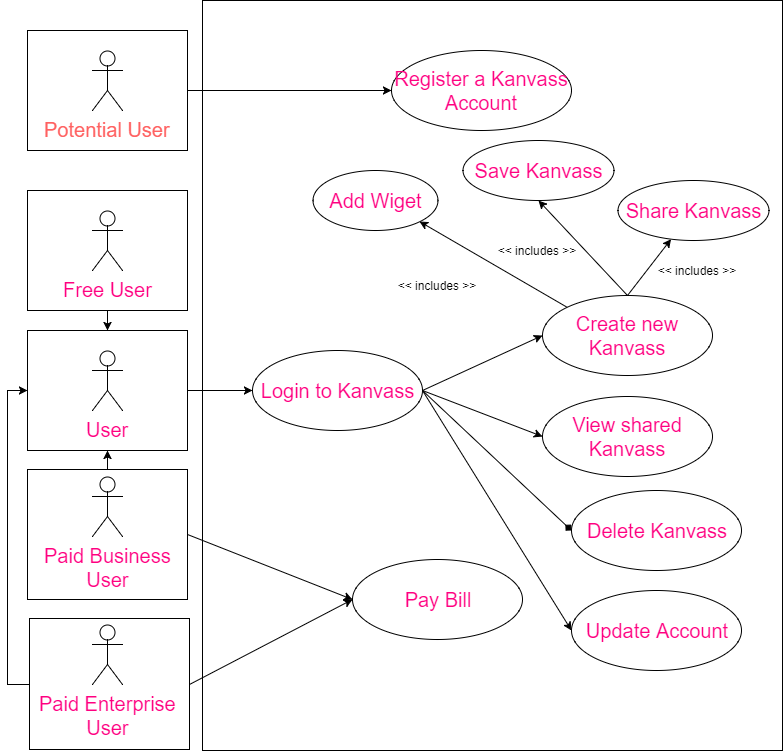 Potential User
Register a Kanvass
Account
Save Kanvass
Add Wiget
Share Kanvass
<< includes >>
<< includes >>
<< includes >>
Free User
Create new
Kanvass
Login to Kanvass
User
View shared
Kanvass
Delete Kanvass
Paid Business
User
Pay Bill
Update Account
Paid Enterprise
User